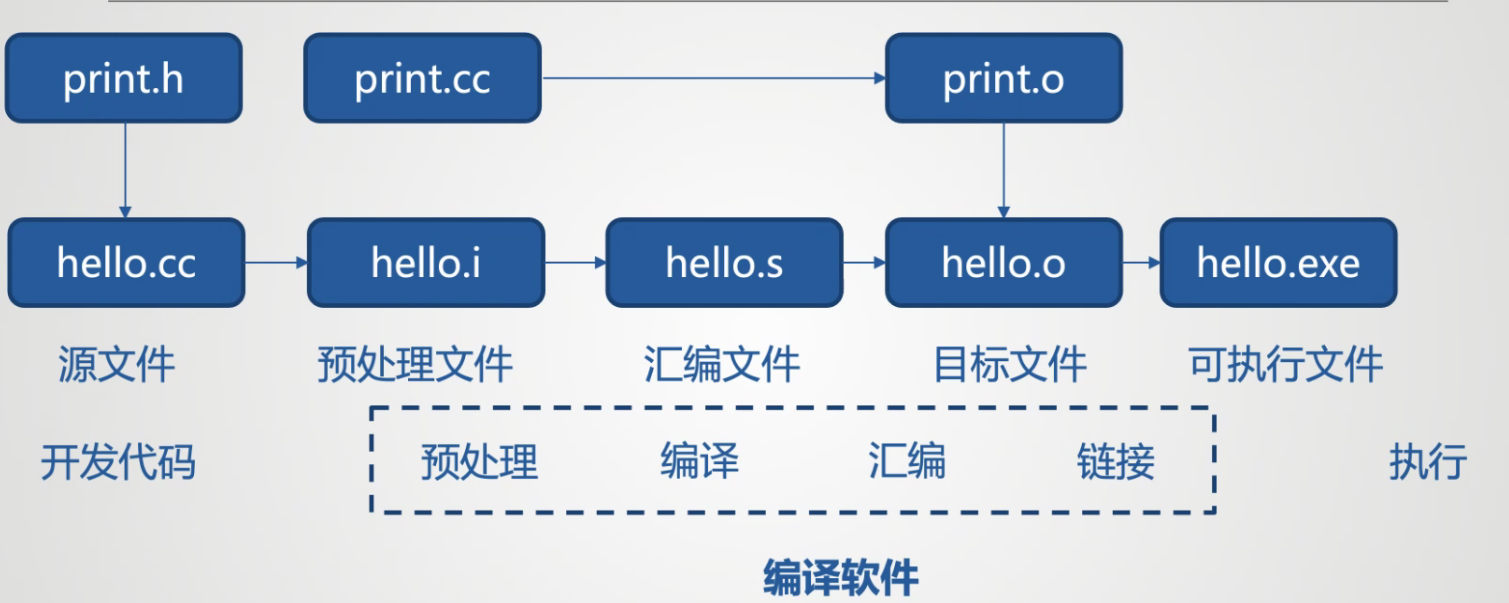 print.h print.cc print.o
hello.cc hello.i hello.s hello.o hello.exe
源文件 预处理文件 汇编文件 目标文件 可执行文件
开发代码 预处理 编译 汇编 链接 执行
编译软件